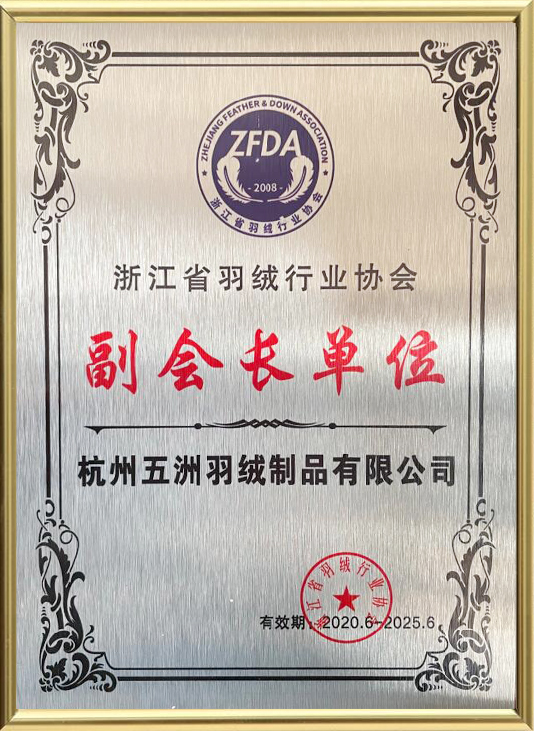 ZHEJIANG FEATHER & DOWN ASSOCIATION
ZFDA
- 2008 -
浙江省羽绒行业协会
浙江省羽绒行业协会
副会长单位
杭州五洲羽绒制品有限公司
浙江省羽绒行业协会
有效期：2020.6-2025.6